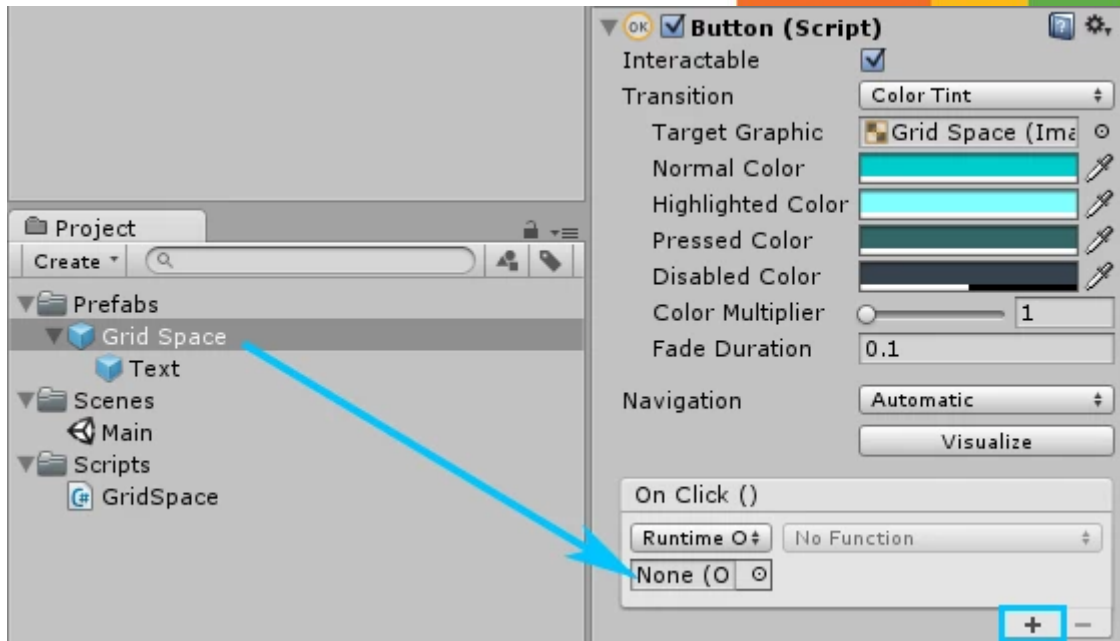 OK Button (Script)
Interactable
Transition Color Tint
Target Graphic Grid Space (Ima
Normal Color
Highlighted Color
Pressed Color
Disabled Color
Color Multiplier 1
Fade Duration 0.1
Navigation Automatic
Visualize
On Click ()
Runtime O No Function
None (O
+ −
Project
Create
Prefabs
Grid Space
Text
Scenes
Main
Scripts
C# GridSpace